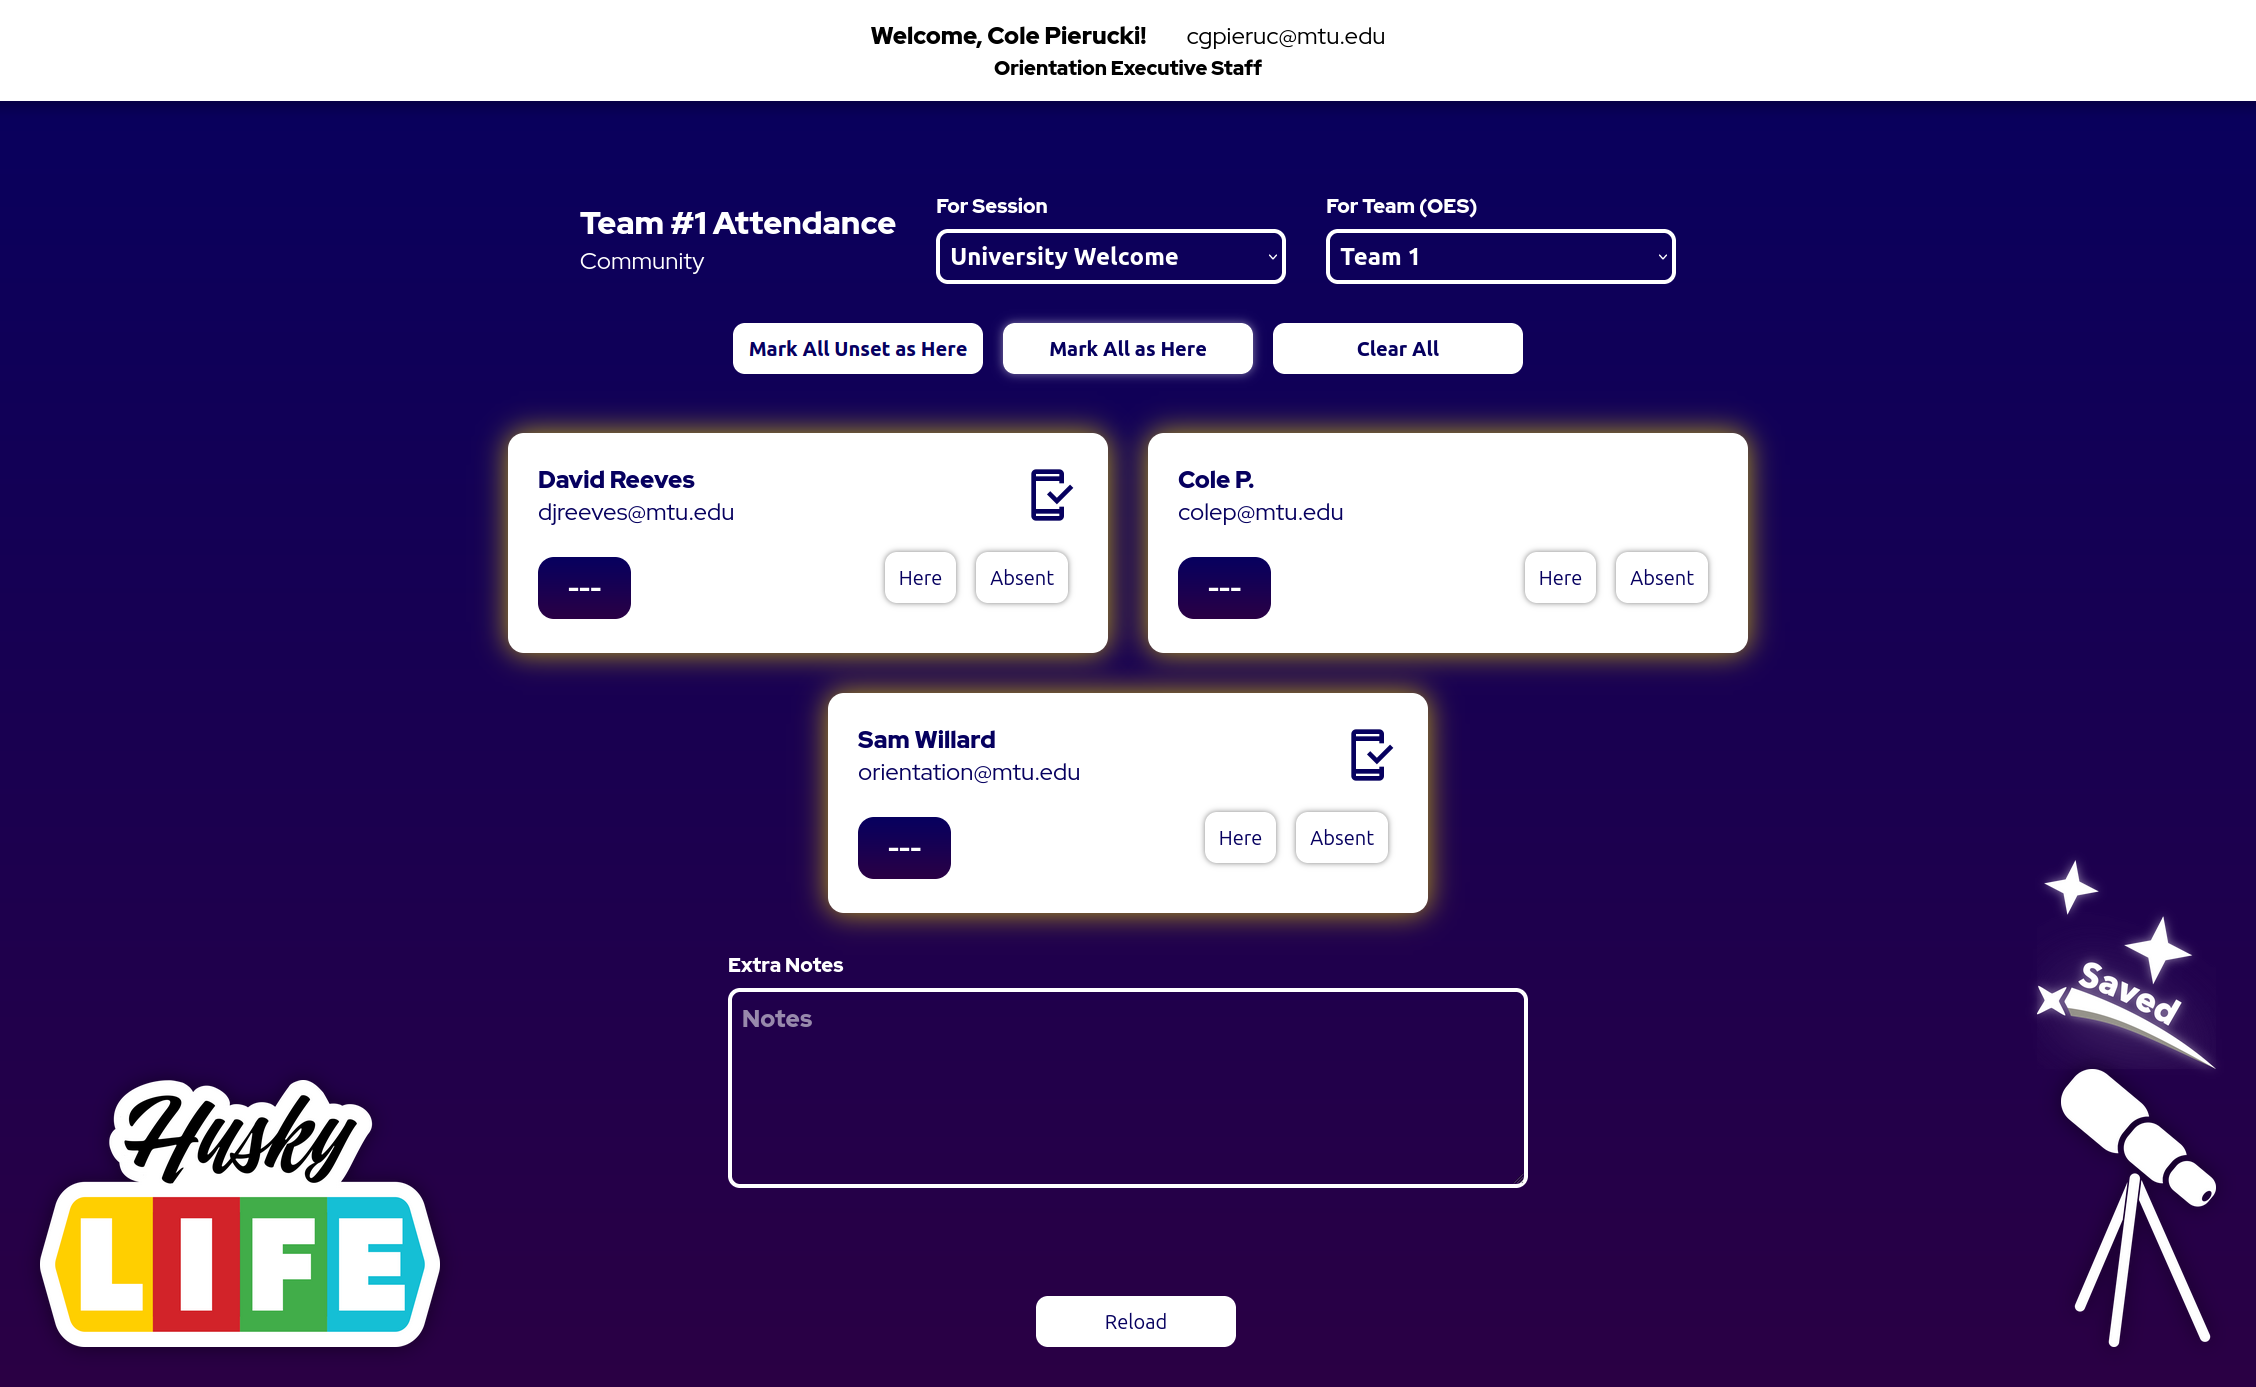 Welcome, Cole Pierucki! cgpieruc@mtu.edu
Orientation Executive Staff
Team #1 Attendance
Community
For Session
University Welcome
For Team (OES)
Team 1
Mark All Unset as Here
Mark All as Here
Clear All
David Reeves
djreeves@mtu.edu
---
Here
Absent
Cole P.
colep@mtu.edu
---
Here
Absent
Sam Willard
orientation@mtu.edu
---
Here
Absent
Extra Notes
Notes
Saved
Husky
LIFE
Reload